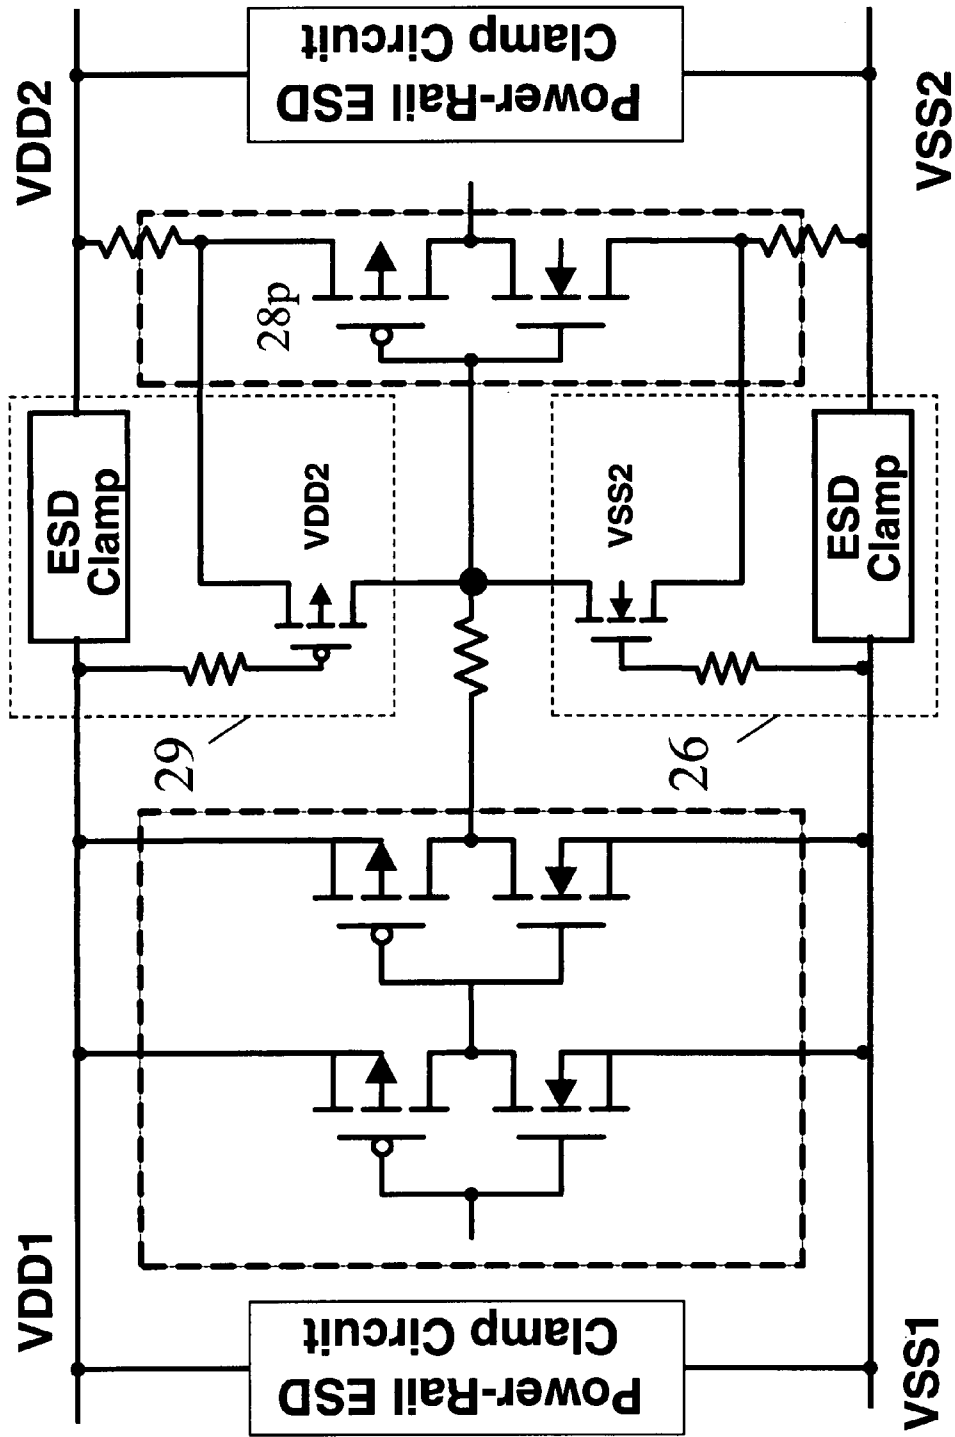 VDD1
VDD2
Power-Rail ESD
Clamp Circuit
ESD
Clamp
29
VDD2
28p
Power-Rail ESD
Clamp Circuit
26
VSS2
ESD
Clamp
VSS1
VSS2